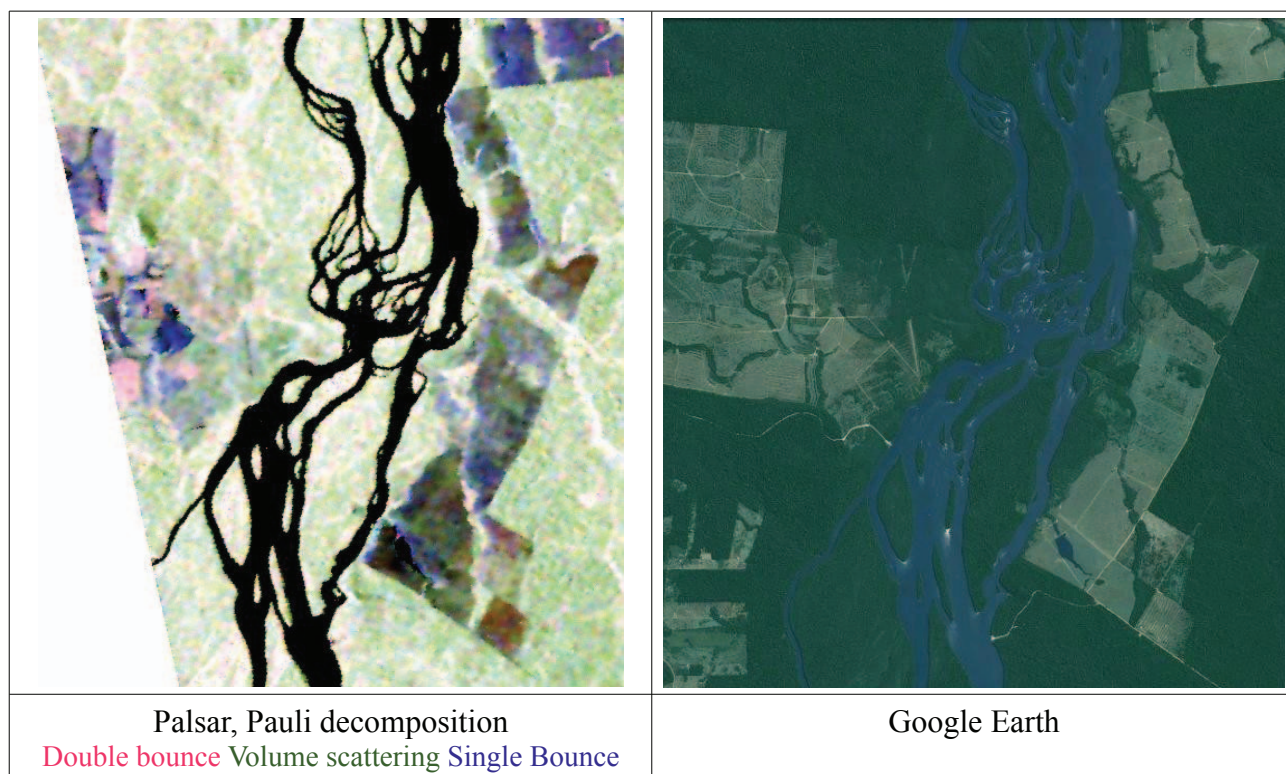 Palsar, Pauli decomposition
Double bounce Volume scattering Single Bounce
Google Earth